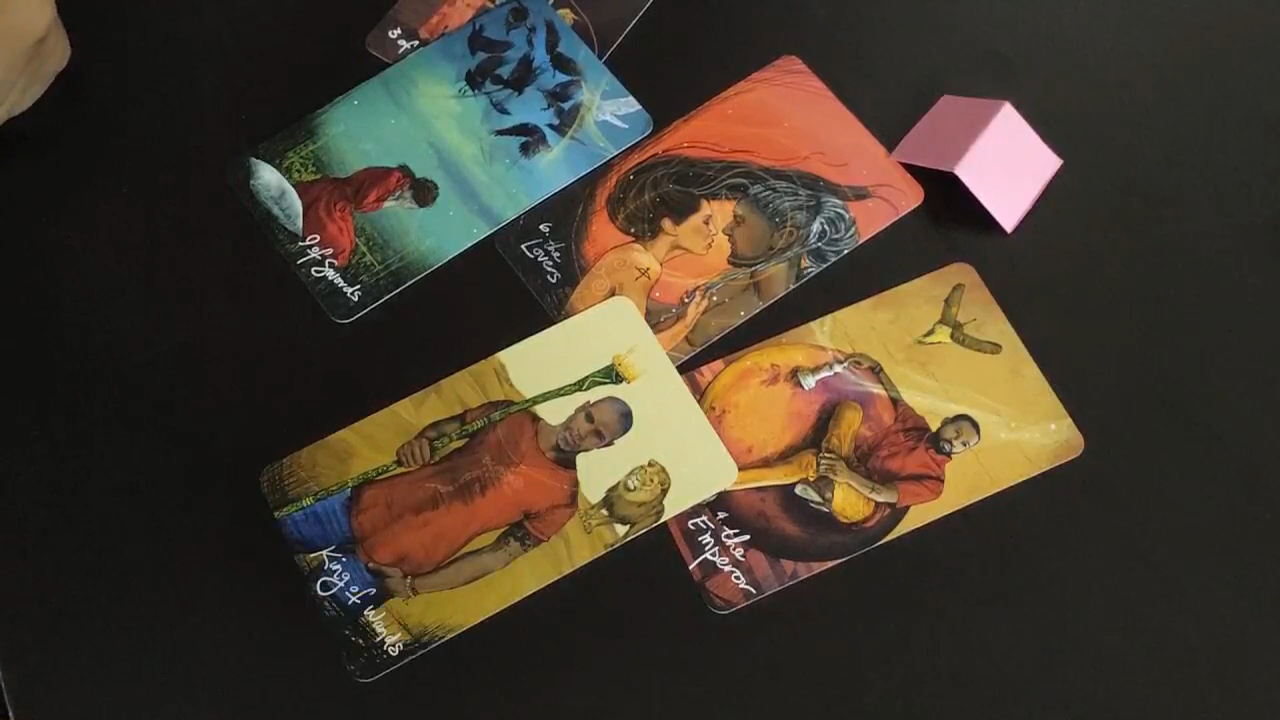 3 of
9 of Swords
6. the
Lovers
4. the
Emperor
King of Wands